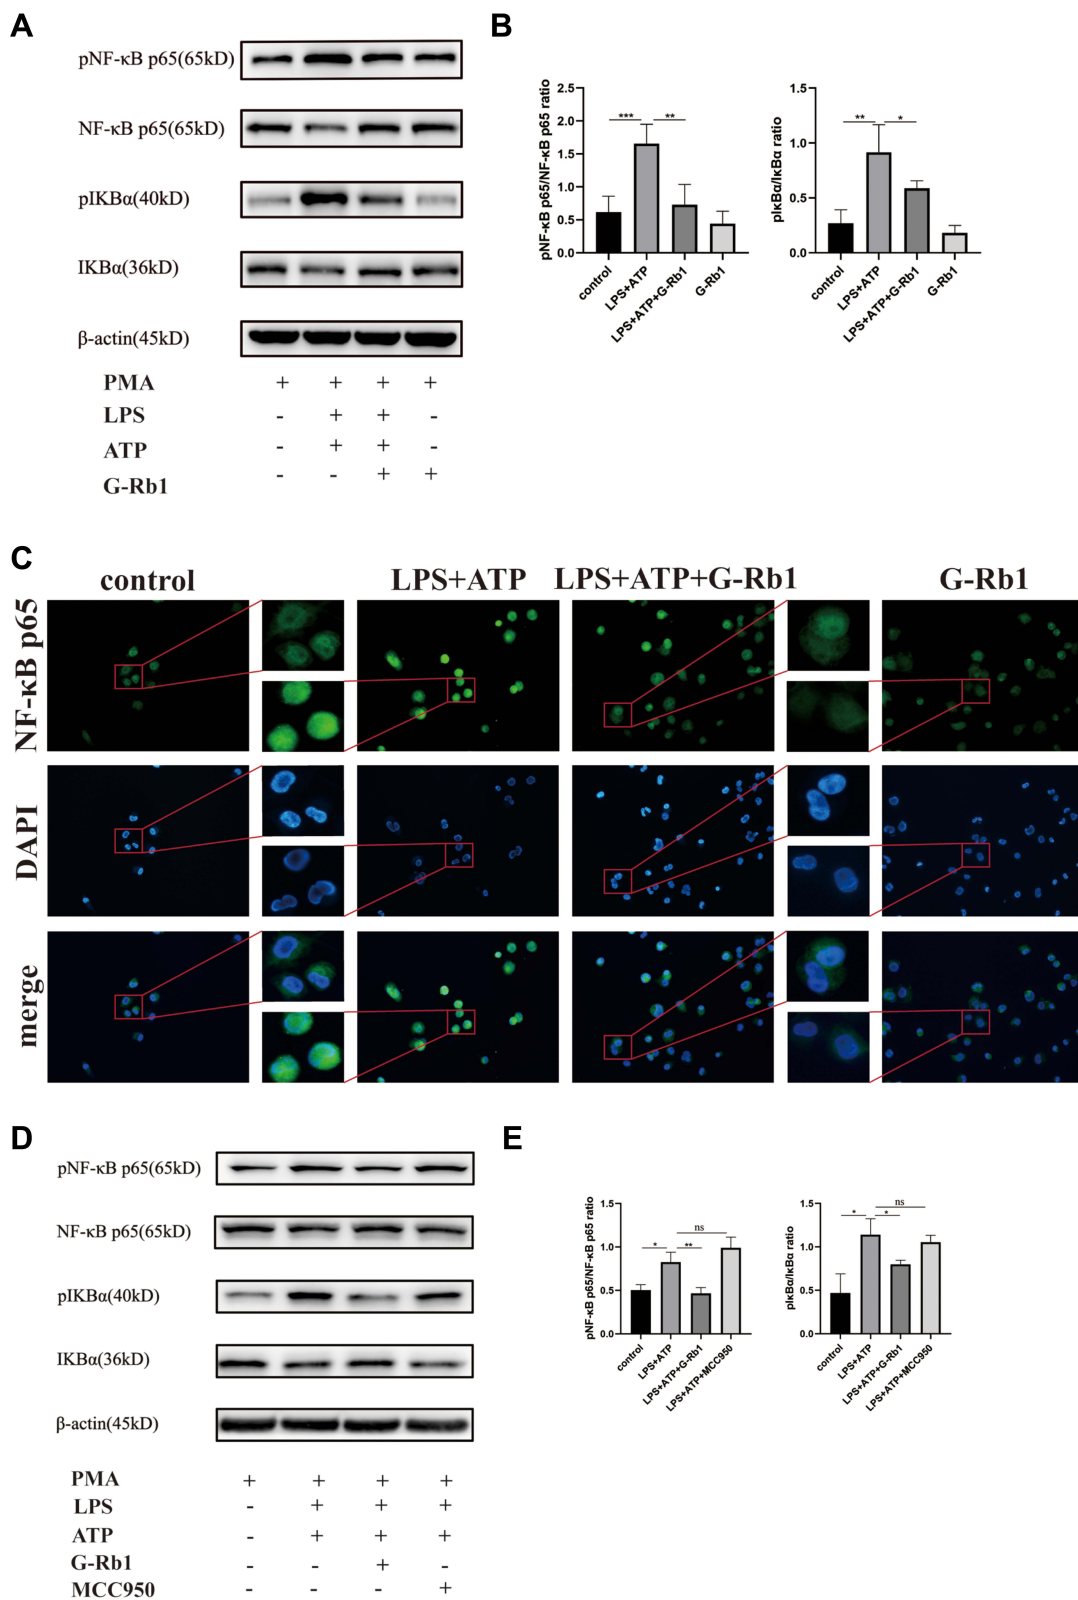 A
pNF-κB p65(65kD)
NF-κB p65(65kD)
pIKBα(40kD)
IKBα(36kD)
β-actin(45kD)
PMA + + + +
LPS - + + -
ATP - + + -
G-Rb1 - - + +
B
pNF-κB p65/NF-κB p65 ratio
2.5
2.0
1.5
1.0
0.5
0.0
*** **
control
LPS+ATP
LPS+ATP+G-Rb1
G-Rb1
pIκBα/IκBα ratio
1.5
1.0
0.5
0.0
** *
control
LPS+ATP
LPS+ATP+G-Rb1
G-Rb1
C
control LPS+ATP LPS+ATP+G-Rb1 G-Rb1
NF-κB p65
DAPI
merge
D
pNF-κB p65(65kD)
NF-κB p65(65kD)
pIKBα(40kD)
IKBα(36kD)
β-actin(45kD)
PMA + + + +
LPS - + + +
ATP - + + +
G-Rb1 - - + -
MCC950 - - - +
E
pNF-κB p65/NF-κB p65 ratio
1.5
1.0
0.5
0.0
ns
* **
control
LPS+ATP
LPS+ATP+G-Rb1
LPS+ATP+MCC950
pIκBα/IκBα ratio
1.5
1.0
0.5
0.0
ns
* *
control
LPS+ATP
LPS+ATP+G-Rb1
LPS+ATP+MCC950